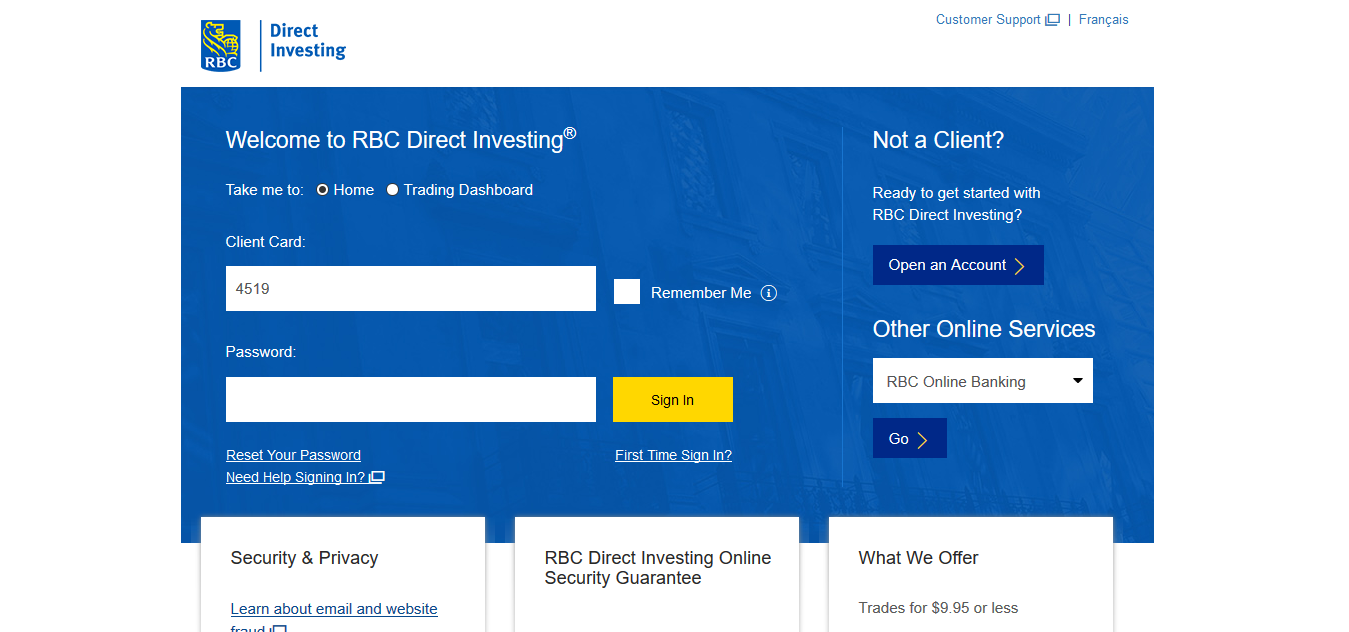 Customer Support | Français
RBC
Direct
Investing
Welcome to RBC Direct Investing®
Take me to: Home Trading Dashboard
Client Card:
4519
Remember Me
Password:
Sign In
Reset Your Password
First Time Sign In?
Need Help Signing In?
Not a Client?
Ready to get started with
RBC Direct Investing?
Open an Account
Other Online Services
RBC Online Banking
Go
Security & Privacy
Learn about email and website
fraud
RBC Direct Investing Online
Security Guarantee
What We Offer
Trades for $9.95 or less